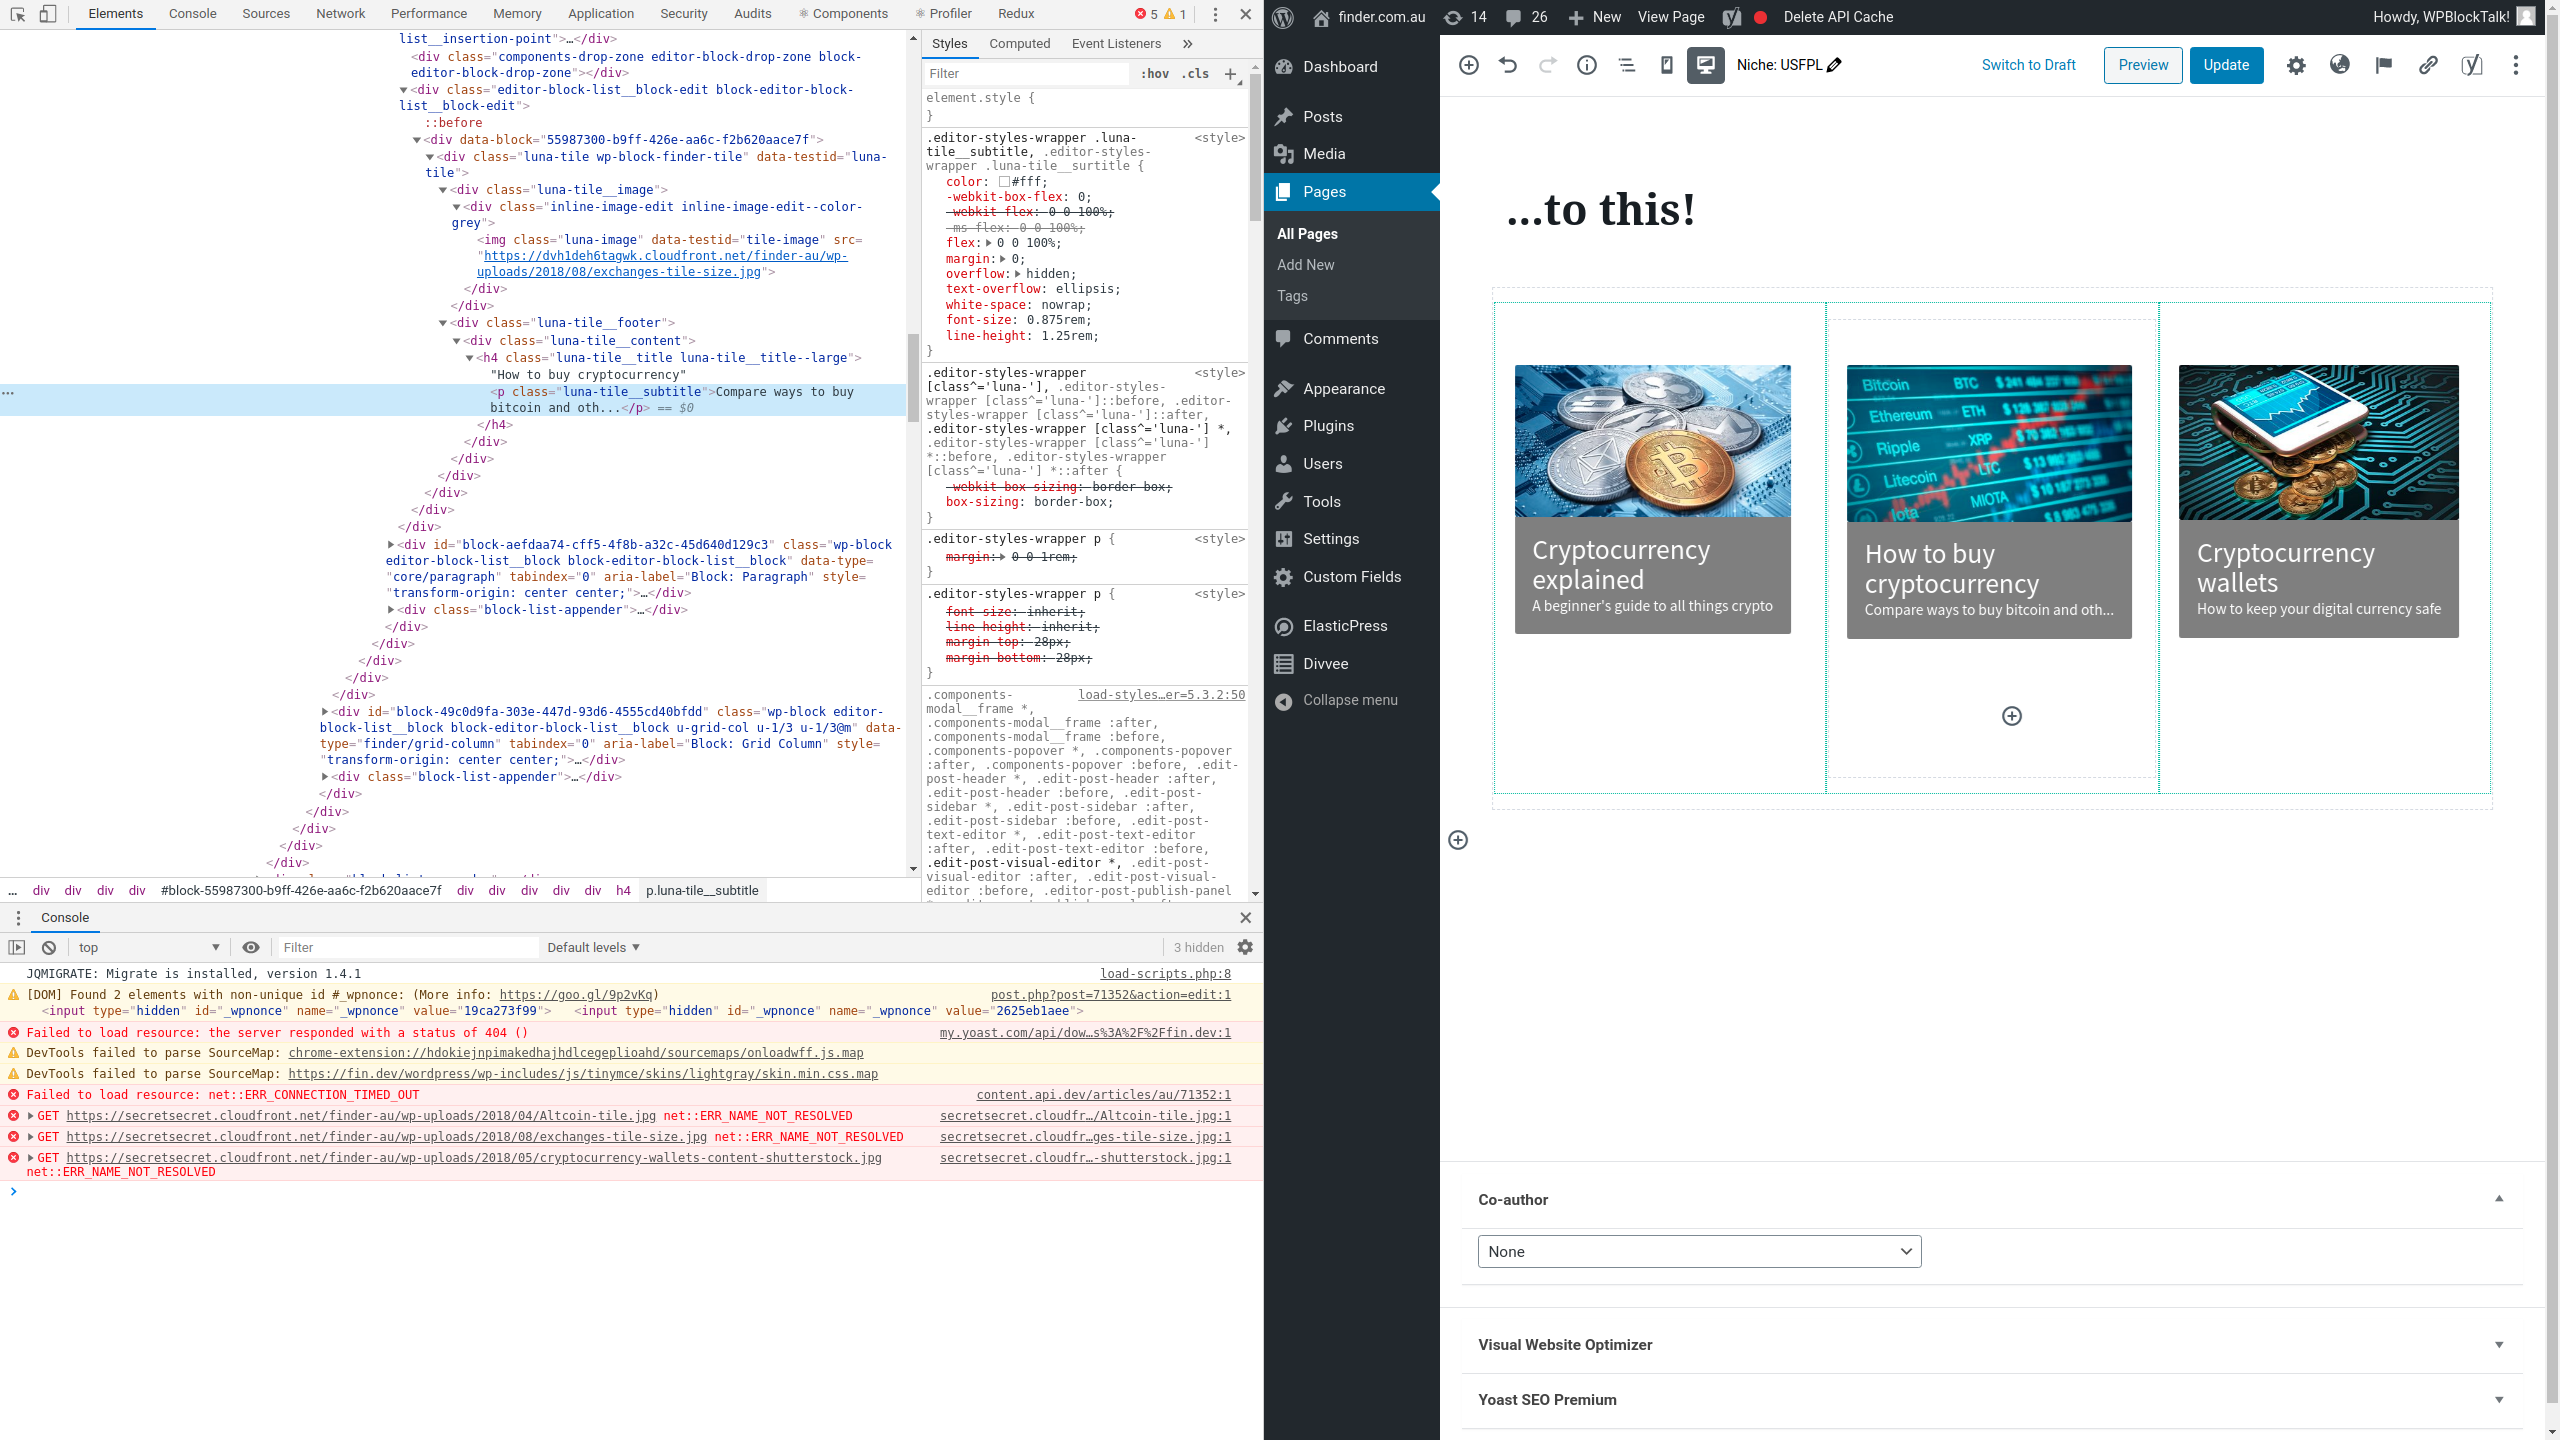 Elements Console Sources Network Performance Memory Application Security Audits Components Profiler Redux 5 1
list__insertion-point">…</div>
<div class="components-drop-zone editor-block-drop-zone block-
editor-block-drop-zone"></div>
<div class="editor-block-list__block-edit block-editor-block-
list__block-edit">
::before
<div data-block="55987300-b9ff-426e-aa6c-f2b620aace7f">
<div class="luna-tile wp-block-finder-tile" data-testid="luna-
tile">
<div class="luna-tile__image">
<div class="inline-image-edit inline-image-edit--color-
grey">
<img class="luna-image" data-testid="tile-image" src=
"https://dvh1deh6tagwk.cloudfront.net/finder-au/wp-
uploads/2018/08/exchanges-tile-size.jpg">
</div>
</div>
<div class="luna-tile__footer">
<div class="luna-tile__content">
<h4 class="luna-tile__title luna-tile__title--large">
"How to buy cryptocurrency"
<p class="luna-tile__subtitle">Compare ways to buy
bitcoin and oth...</p> == $0
</h4>
</div>
</div>
</div>
</div>
</div>
</div>
<div id="block-aefdaa74-cff5-4f8b-a32c-45d640d129c3" class="wp-block
editor-block-list__block block-editor-block-list__block" data-type=
"core/paragraph" tabindex="0" aria-label="Block: Paragraph" style=
"transform-origin: center center;">…</div>
<div class="block-list-appender">…</div>
</div>
</div>
</div>
</div>
</div>
<div id="block-49c0d9fa-303e-447d-93d6-4555cd40bfdd" class="wp-block editor-
block-list__block block-editor-block-list__block u-grid-col u-1/3 u-1/3@m" data-
type="finder/grid-column" tabindex="0" aria-label="Block: Grid Column" style=
"transform-origin: center center;">…</div>
<div class="block-list-appender">…</div>
</div>
</div>
</div>
</div>
</div>
… div div div div #block-55987300-b9ff-426e-aa6c-f2b620aace7f div div div div div h4 p.luna-tile__subtitle
Styles Computed Event Listeners »
Filter :hov .cls +
element.style {
}
.editor-styles-wrapper .luna- <style>
tile__subtitle, .editor-styles-
wrapper .luna-tile__surtitle {
color: #fff;
-webkit-box-flex: 0;
-webkit-flex: 0 0 100%;
-ms-flex: 0 0 100%;
flex: 0 0 100%;
margin: 0;
overflow: hidden;
text-overflow: ellipsis;
white-space: nowrap;
font-size: 0.875rem;
line-height: 1.25rem;
}
.editor-styles-wrapper <style>
[class^='luna-'], .editor-styles-
wrapper [class^='luna-']::before, .editor-
styles-wrapper [class^='luna-']::after,
.editor-styles-wrapper [class^='luna-'] *,
.editor-styles-wrapper [class^='luna-']
*::before, .editor-styles-wrapper
[class^='luna-'] *::after {
-webkit-box-sizing: border-box;
box-sizing: border-box;
}
.editor-styles-wrapper p { <style>
margin: 0 0 1rem;
}
.editor-styles-wrapper p { <style>
font-size: inherit;
line-height: inherit;
margin-top: 28px;
margin-bottom: 28px;
}
.components- load-styles…er=5.3.2:50
modal__frame *,
.components-modal__frame :after,
.components-modal__frame :before,
.components-popover *, .components-popover
:after, .components-popover :before, .edit-
post-header *, .edit-post-header :after,
.edit-post-header :before, .edit-post-
sidebar *, .edit-post-sidebar :after,
.edit-post-sidebar :before, .edit-post-
text-editor *, .edit-post-text-editor
:after, .edit-post-text-editor :before,
.edit-post-visual-editor *, .edit-post-
visual-editor :after, .edit-post-visual-
editor :before, .editor-post-publish-panel
Console
top Filter Default levels 3 hidden
JQMIGRATE: Migrate is installed, version 1.4.1 load-scripts.php:8
[DOM] Found 2 elements with non-unique id #_wpnonce: (More info: https://goo.gl/9p2vKq) post.php?post=71352&action=edit:1
<input type="hidden" id="_wpnonce" name="_wpnonce" value="19ca273f99"> <input type="hidden" id="_wpnonce" name="_wpnonce" value="2625eb1aee">
Failed to load resource: the server responded with a status of 404 () my.yoast.com/api/dow…s%3A%2F%2Ffin.dev:1
DevTools failed to parse SourceMap: chrome-extension://hdokiejnpimakedhajhdlcegeplioahd/sourcemaps/onloadwff.js.map
DevTools failed to parse SourceMap: https://fin.dev/wordpress/wp-includes/js/tinymce/skins/lightgray/skin.min.css.map
Failed to load resource: net::ERR_CONNECTION_TIMED_OUT content.api.dev/articles/au/71352:1
GET https://secretsecret.cloudfront.net/finder-au/wp-uploads/2018/04/Altcoin-tile.jpg net::ERR_NAME_NOT_RESOLVED secretsecret.cloudfr…/Altcoin-tile.jpg:1
GET https://secretsecret.cloudfront.net/finder-au/wp-uploads/2018/08/exchanges-tile-size.jpg net::ERR_NAME_NOT_RESOLVED secretsecret.cloudfr…ges-tile-size.jpg:1
GET https://secretsecret.cloudfront.net/finder-au/wp-uploads/2018/05/cryptocurrency-wallets-content-shutterstock.jpg secretsecret.cloudfr…-shutterstock.jpg:1
net::ERR_NAME_NOT_RESOLVED
finder.com.au 14 26 New View Page Delete API Cache Howdy, WPBlockTalk!
Dashboard
Posts
Media
Pages
All Pages
Add New
Tags
Comments
Appearance
Plugins
Users
Tools
Settings
Custom Fields
ElasticPress
Divvee
Collapse menu
Niche: USFPL Switch to Draft Preview Update
...to this!
Cryptocurrency
explained
A beginner's guide to all things crypto
Bitcoin BTC
Ethereum ETH
Ripple XRP
Litecoin LTC
Iota MIOTA
How to buy
cryptocurrency
Compare ways to buy bitcoin and oth...
Cryptocurrency
wallets
How to keep your digital currency safe
Co-author
None
Visual Website Optimizer
Yoast SEO Premium